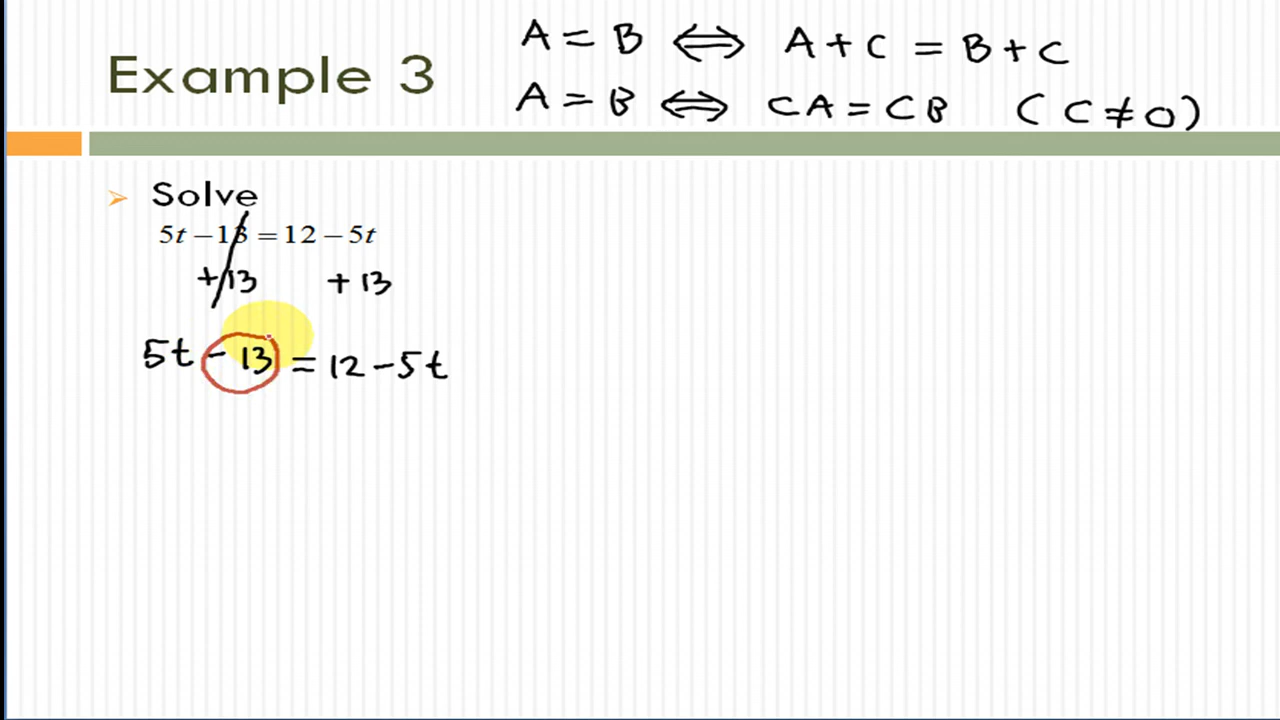 Example 3
A = B ⇔ A + C = B + C
A = B ⇔ CA = CB (C ≠ 0)
Solve
5t − 13 = 12 − 5t
+13 +13
5t − 13 = 12 − 5t